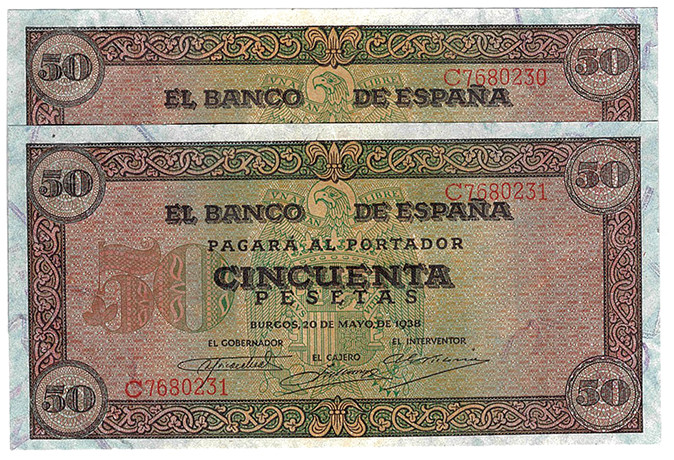 50 50
C7680230
EL BANCO DE ESPAÑA
50 50
C7680231
EL BANCO DE ESPAÑA
PAGARÁ AL PORTADOR
50
CINCUENTA
PESETAS
BURGOS, 20 DE MAYO, DE 1938
EL GOBERNADOR EL CAJERO EL INTERVENTOR
C7680231
50 50